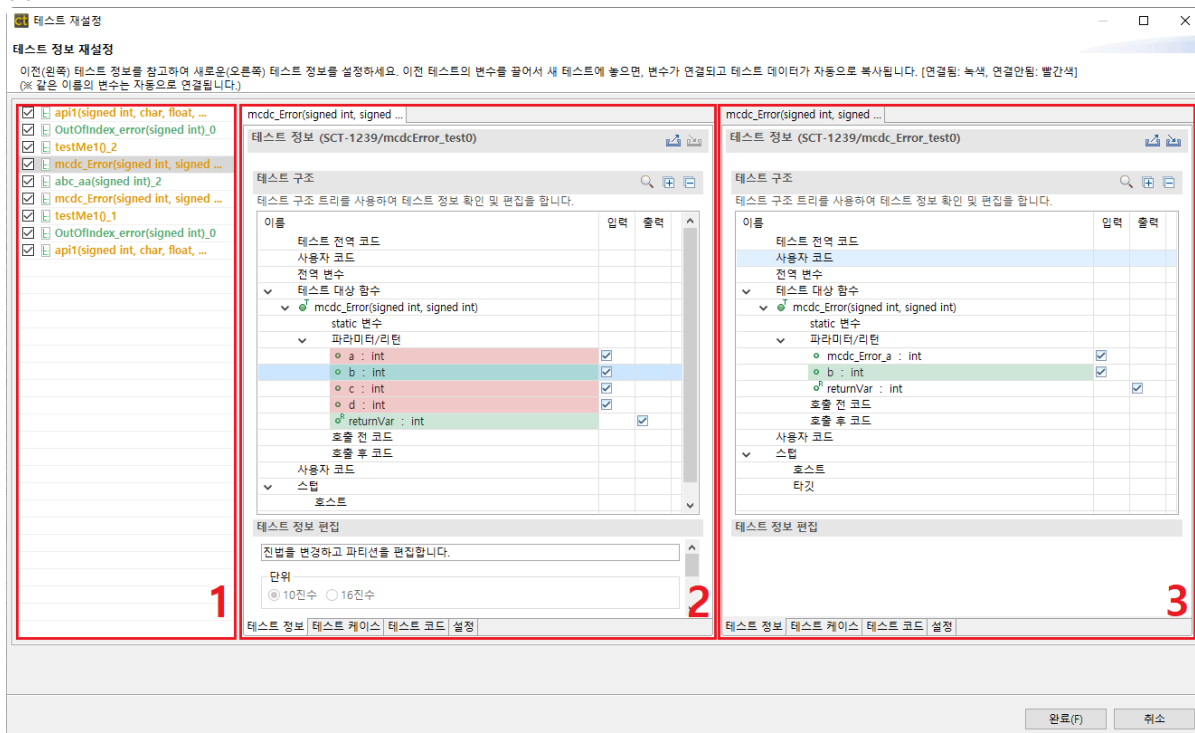 ct 테스트 재설정
테스트 정보 재설정
이전(왼쪽) 테스트 정보를 참고하여 새로운(오른쪽) 테스트 정보를 설정하세요. 이전 테스트의 변수를 끌어서 새 테스트에 놓으면, 변수가 연결되고 테스트 데이터가 자동으로 복사됩니다. [연결됨: 녹색, 연결안됨: 빨간색]
(※ 같은 이름의 변수는 자동으로 연결됩니다.)
api1(signed int, char, float, ...
OutOfIndex_error(signed int)_0
testMe1()_2
mcdc_Error(signed int, signed ...
abc_aa(signed int)_2
mcdc_Error(signed int, signed ...
testMe1()_1
OutOfIndex_error(signed int)_0
api1(signed int, char, float, ...
1
mcdc_Error(signed int, signed ...
테스트 정보 (SCT-1239/mcdcError_test0)
테스트 구조
테스트 구조 트리를 사용하여 테스트 정보 확인 및 편집을 합니다.
이름 입력 출력
테스트 전역 코드
사용자 코드
전역 변수
테스트 대상 함수
mcdc_Error(signed int, signed int)
static 변수
파라미터/리턴
a : int
b : int
c : int
d : int
returnVar : int
호출 전 코드
호출 후 코드
사용자 코드
스텁
호스트
테스트 정보 편집
진법을 변경하고 파티션을 편집합니다.
단위
10진수 16진수
2
테스트 정보 테스트 케이스 테스트 코드 설정
mcdc_Error(signed int, signed ...
테스트 정보 (SCT-1239/mcdc_Error_test0)
테스트 구조
테스트 구조 트리를 사용하여 테스트 정보 확인 및 편집을 합니다.
이름 입력 출력
테스트 전역 코드
사용자 코드
전역 변수
테스트 대상 함수
mcdc_Error(signed int, signed int)
static 변수
파라미터/리턴
mcdc_Error_a : int
b : int
returnVar : int
호출 전 코드
호출 후 코드
사용자 코드
스텁
호스트
타깃
테스트 정보 편집
3
테스트 정보 테스트 케이스 테스트 코드 설정
완료(F) 취소